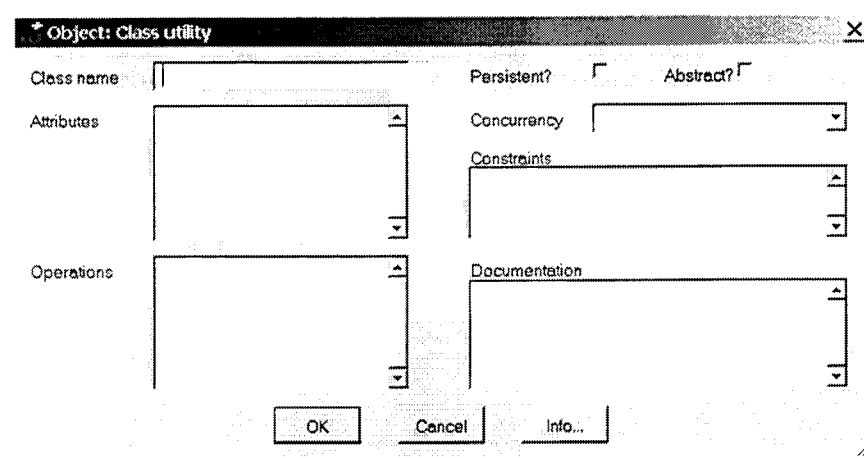 Object: Class utility
Class name
Persistent?
Abstract?
Attributes
Concurrency
Constraints
Operations
Documentation
OK
Cancel
Info...